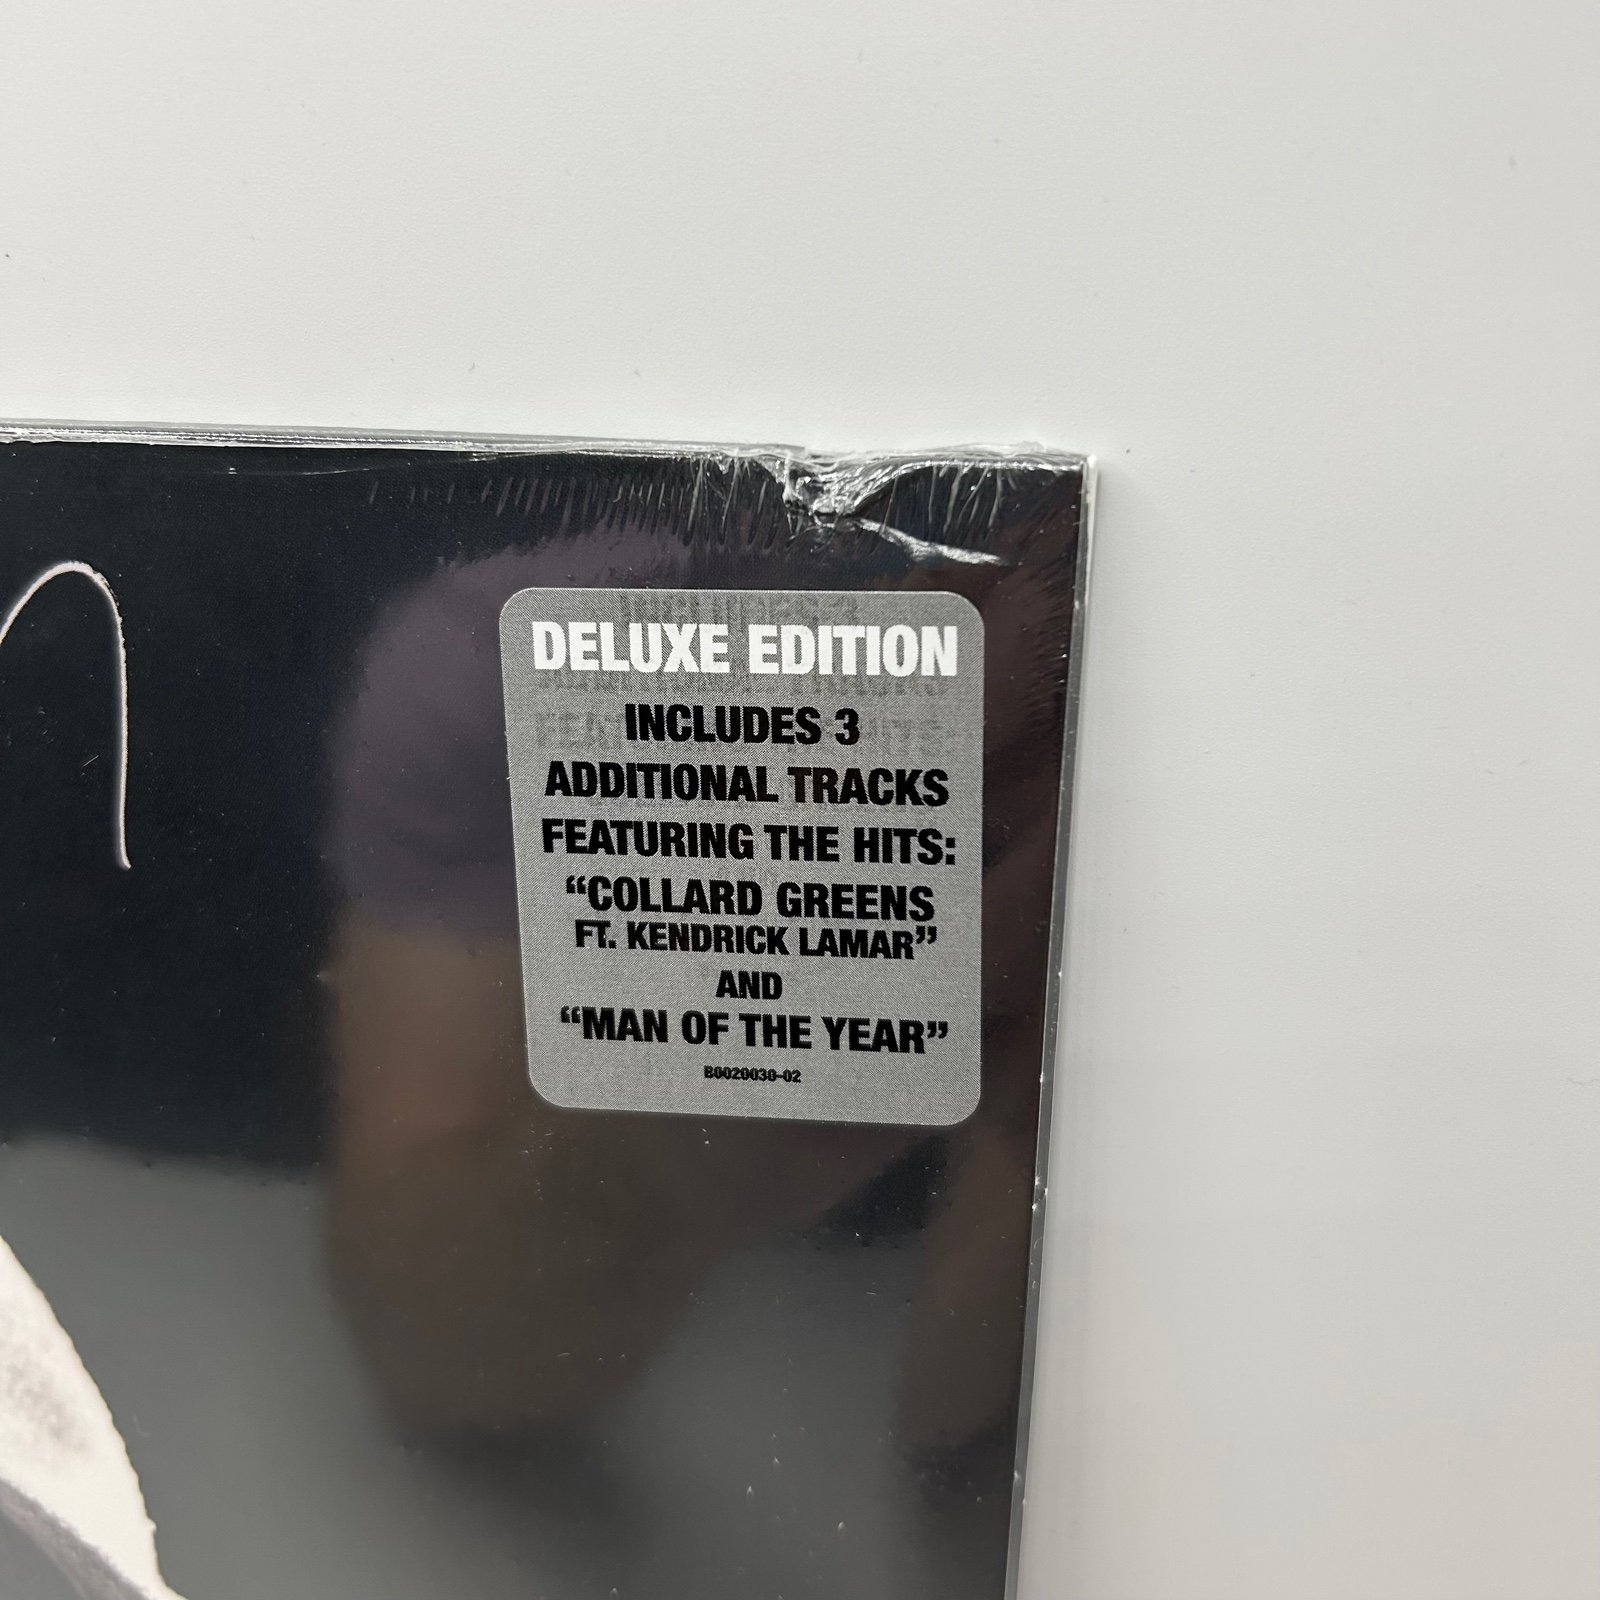 DELUXE EDITION
INCLUDES 3
ADDITIONAL TRACKS
FEATURING THE HITS:
“COLLARD GREENS
FT. KENDRICK LAMAR”
AND
“MAN OF THE YEAR”
B0020030-02